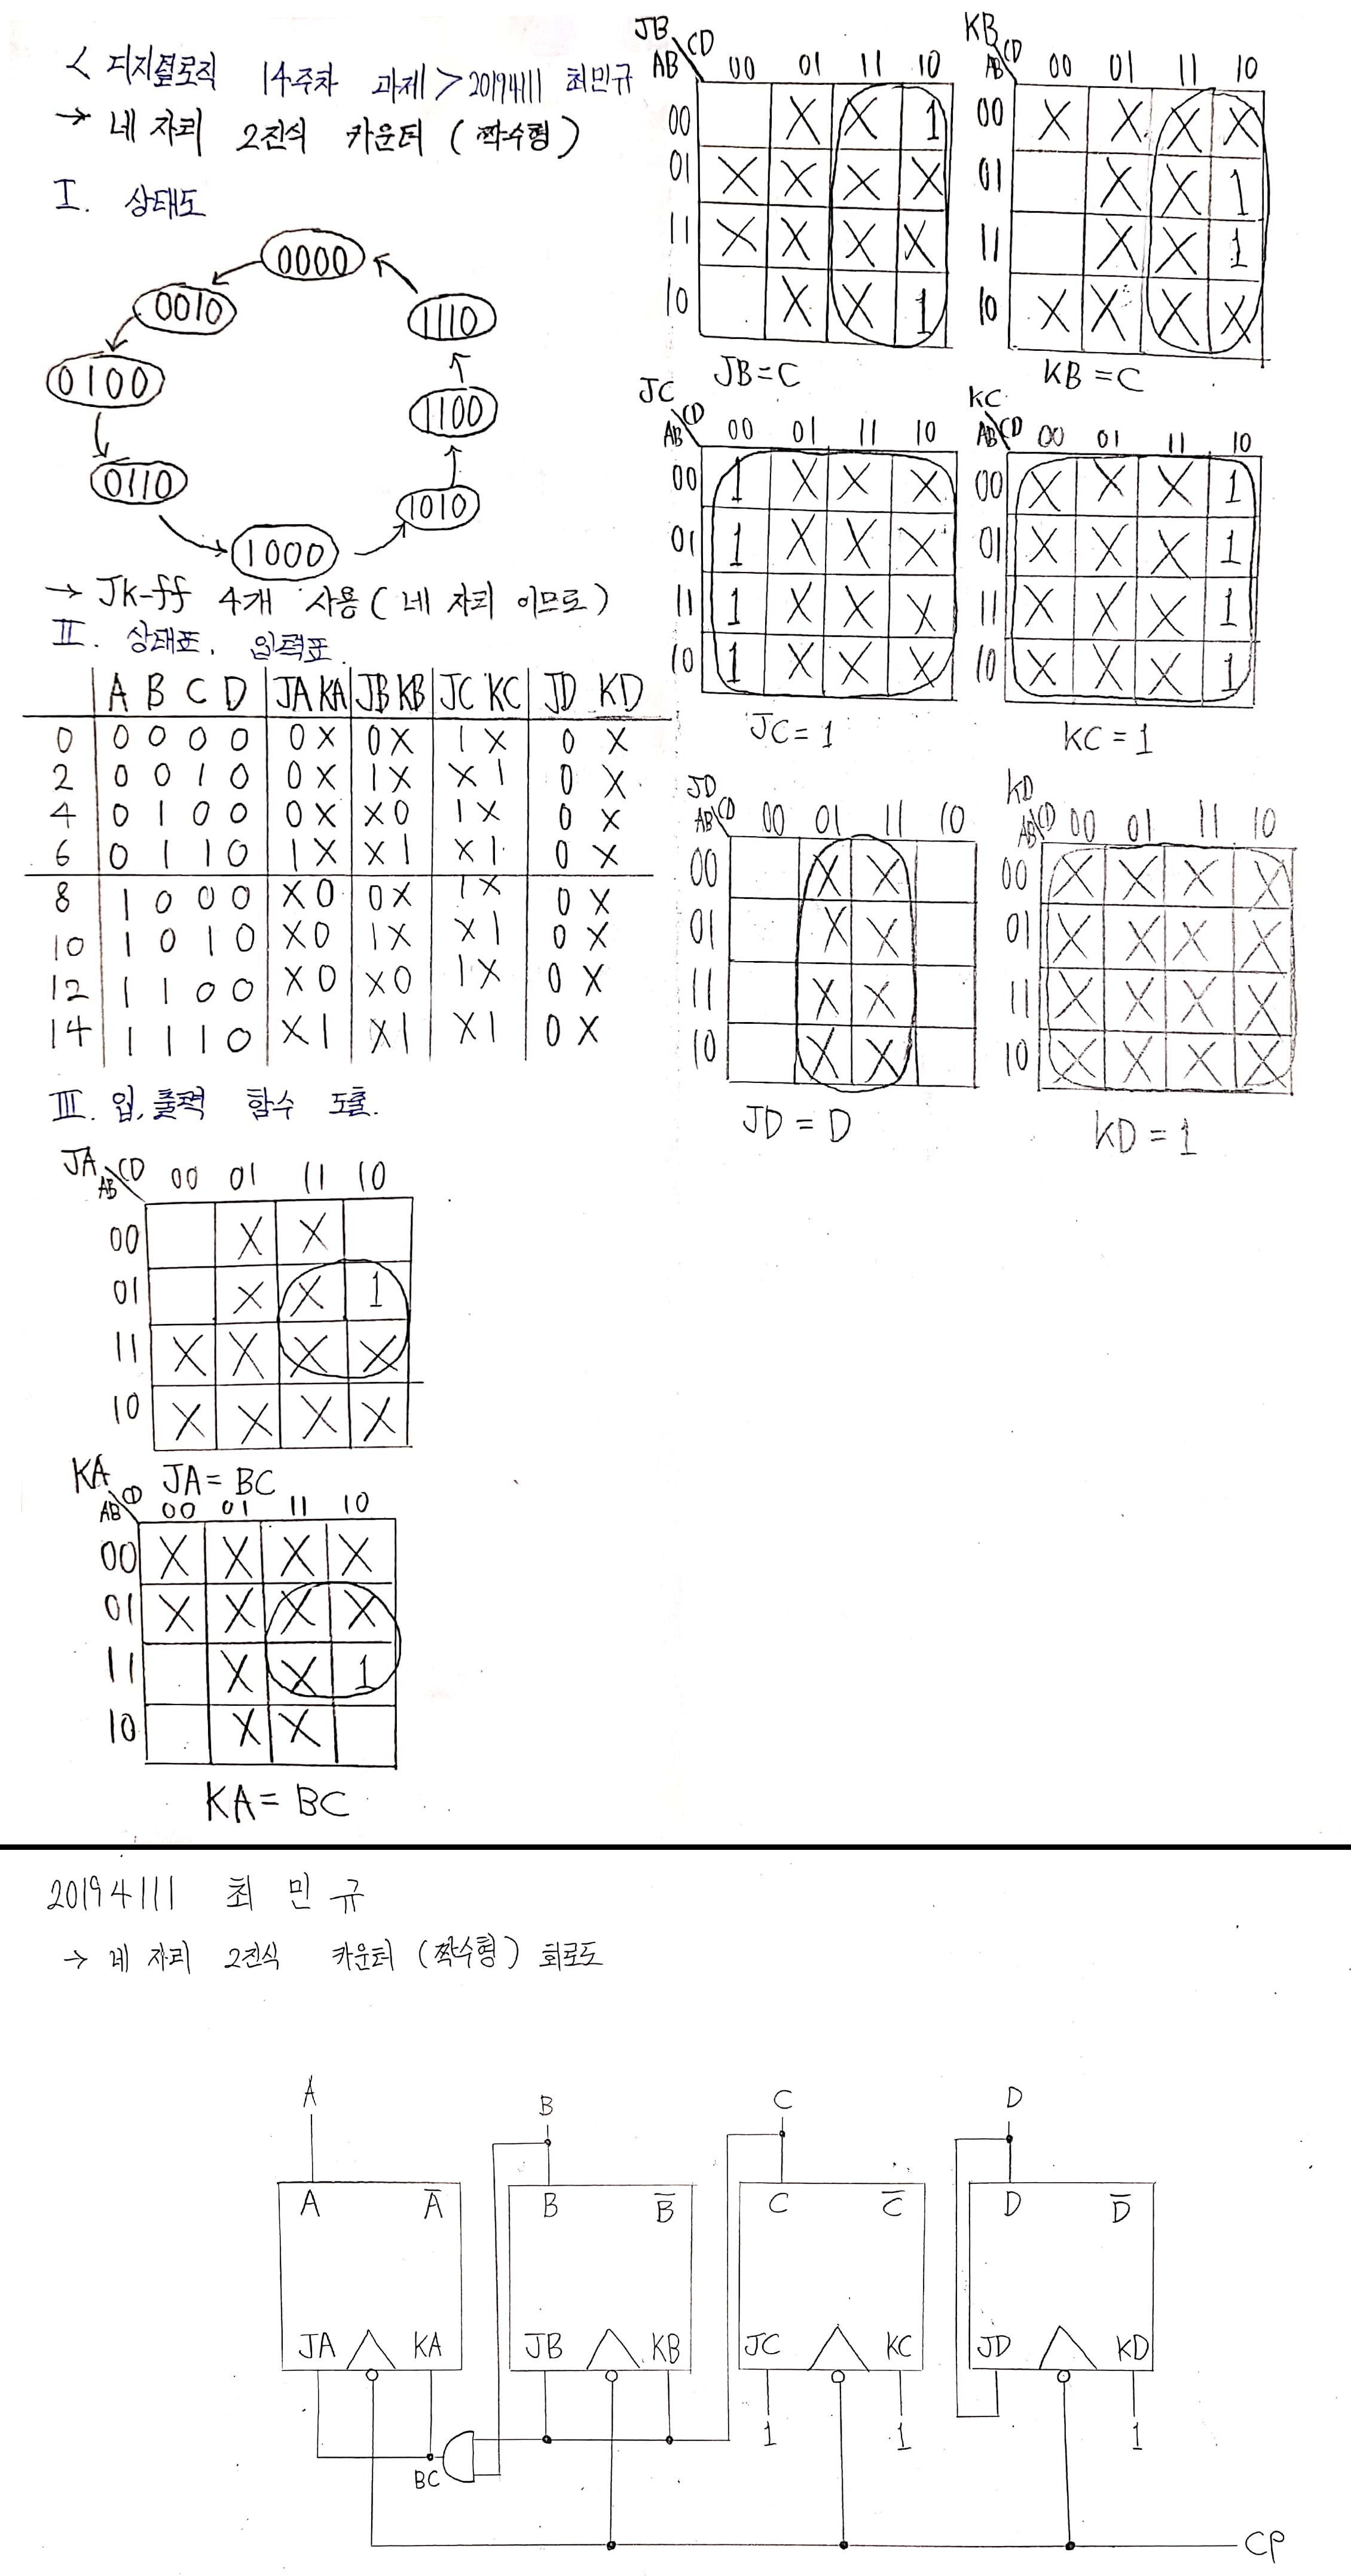 < 디지털로직 14주차 과제 > 20194111 최민규
→ 네 자리 2진식 카운터 (짝수형)
I. 상태도
0000
0010
0100
0110
1000
1010
1100
1110
→ JK-ff 4개 사용 (네 자리 이므로)
II. 상태표, 입력표.
A B C D JA KA JB KB JC KC JD KD
0 0 0 0 0 0 X 0 X 1 X 0 X
2 0 0 1 0 0 X 1 X X 1 0 X
4 0 1 0 0 0 X X 0 1 X 0 X
6 0 1 1 0 1 X X 1 X 1 0 X
8 1 0 0 0 X 0 0 X 1 X 0 X
10 1 0 1 0 X 0 1 X X 1 0 X
12 1 1 0 0 X 0 X 0 1 X 0 X
14 1 1 1 0 X 1 X 1 X 1 0 X
III. 입,출력 함수 도출.
JA CD
AB 00 01 11 10
00 X X
01 X X 1
11 X X X X
10 X X X X
JA = BC
KA CD
AB 00 01 11 10
00 X X X X
01 X X X X
11 X X 1
10 X X
KA = BC
JB CD
AB 00 01 11 10
00 X X 1
01 X X X X
11 X X X X
10 X X 1
JB = C
KB CD
AB 00 01 11 10
00 X X X X
01 X X 1
11 X X 1
10 X X X X
KB = C
JC CD
AB 00 01 11 10
00 1 X X X
01 1 X X X
11 1 X X X
10 1 X X X
JC = 1
KC CD
AB 00 01 11 10
00 X X X 1
01 X X X 1
11 X X X 1
10 X X X 1
KC = 1
JD CD
AB 00 01 11 10
00 X X
01 X X
11 X X
10 X X
JD = D
KD CD
AB 00 01 11 10
00 X X X X
01 X X X X
11 X X X X
10 X X X X
KD = 1
20194111 최민규
→ 네 자리 2진식 카운터 (짝수형) 회로도
A B C D
A A̅ B B̅ C C̅ D D̅
JA KA JB KB JC KC JD KD
1 1 1
BC
CP